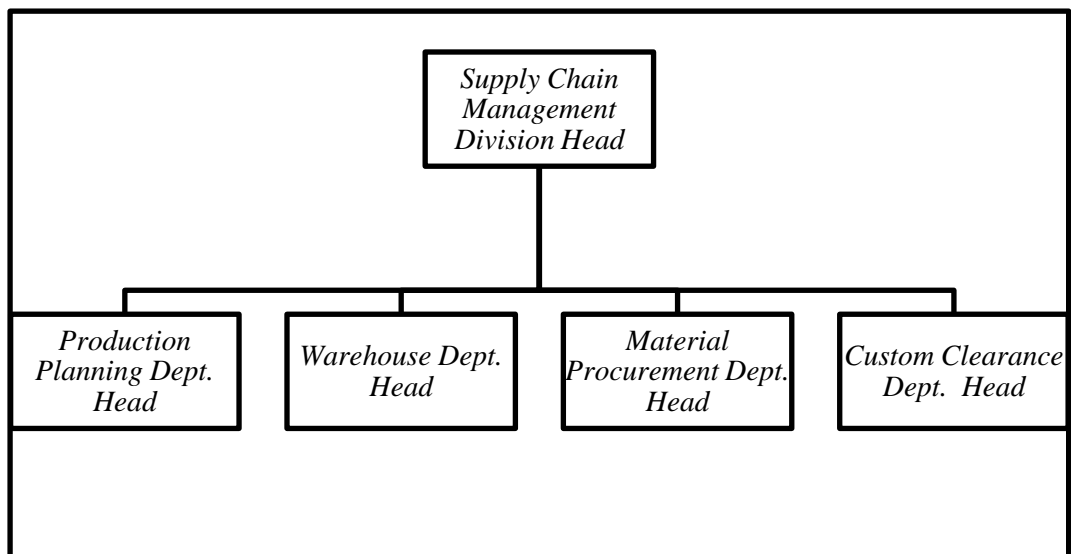 Supply Chain
Management
Division Head
Production
Planning Dept.
Head
Warehouse Dept.
Head
Material
Procurement Dept.
Head
Custom Clearance
Dept.  Head